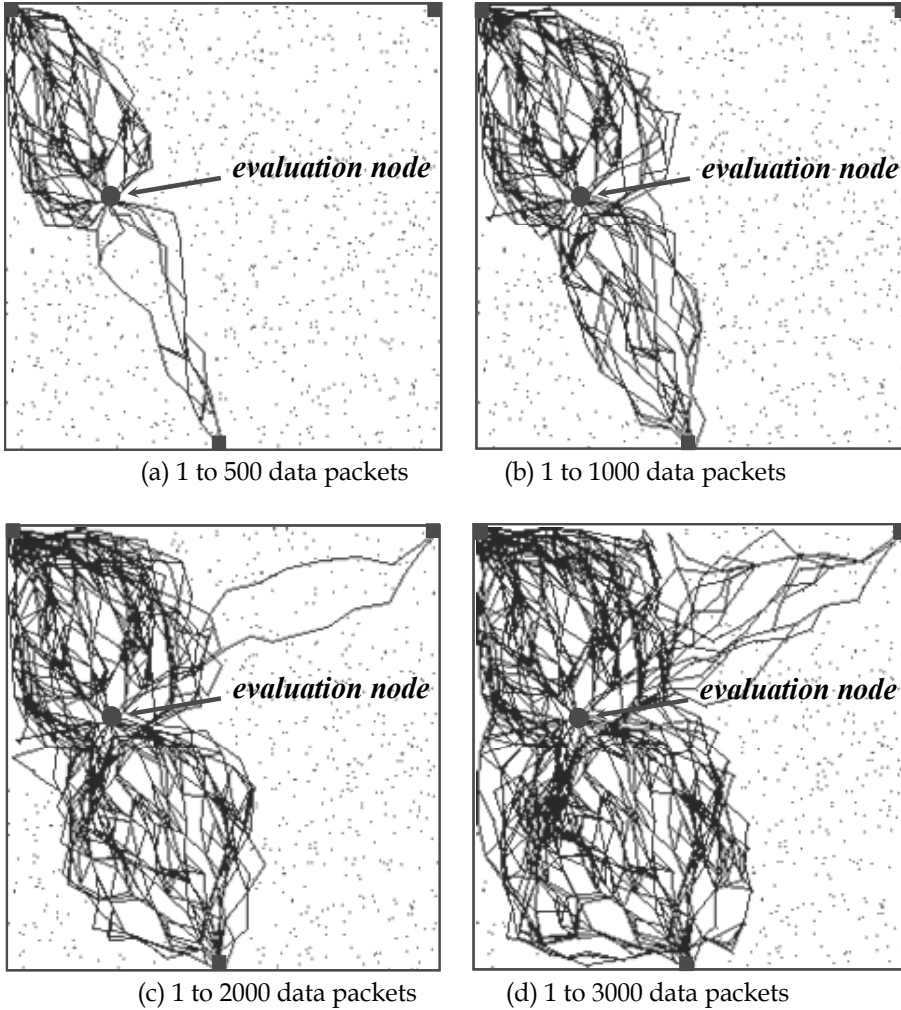 evaluation node
evaluation node
(a) 1 to 500 data packets
(b) 1 to 1000 data packets
evaluation node
evaluation node
(c) 1 to 2000 data packets
(d) 1 to 3000 data packets